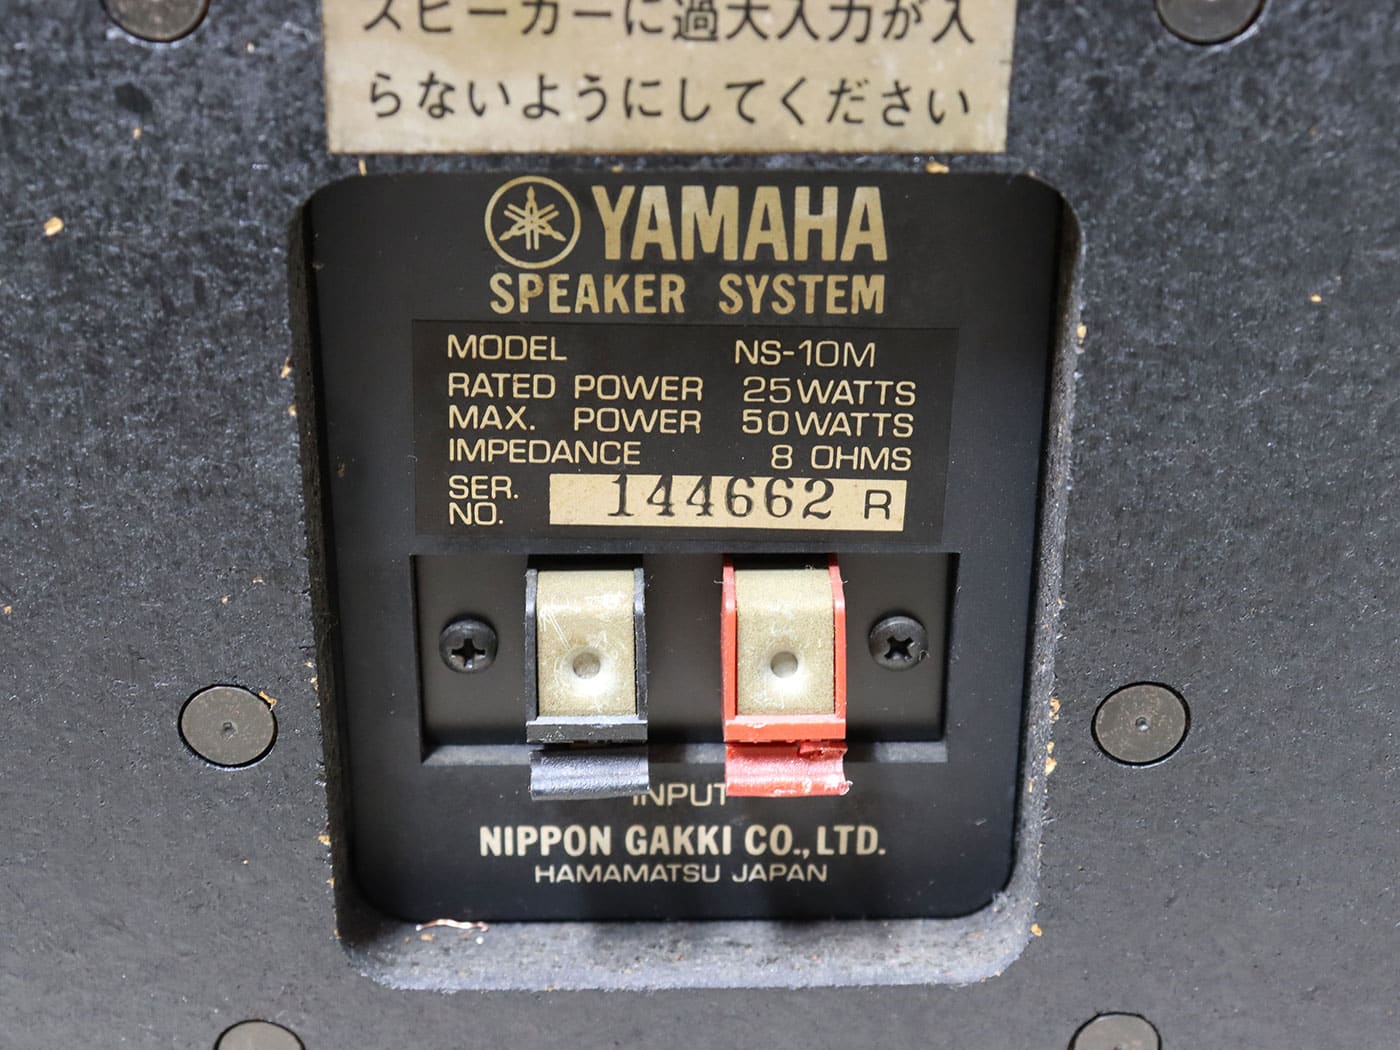 スピーカーに過大入力が入
らないようにしてください
YAMAHA
SPEAKER SYSTEM
MODEL NS-10M
RATED POWER 25WATTS
MAX. POWER 50WATTS
IMPEDANCE 8 OHMS
SER. NO. 144662 R
INPUT
NIPPON GAKKI CO., LTD.
HAMAMATSU JAPAN